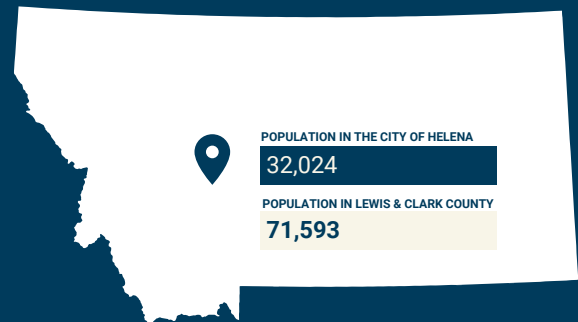 POPULATION IN THE CITY OF HELENA
32,024
POPULATION IN LEWIS & CLARK COUNTY
71,593